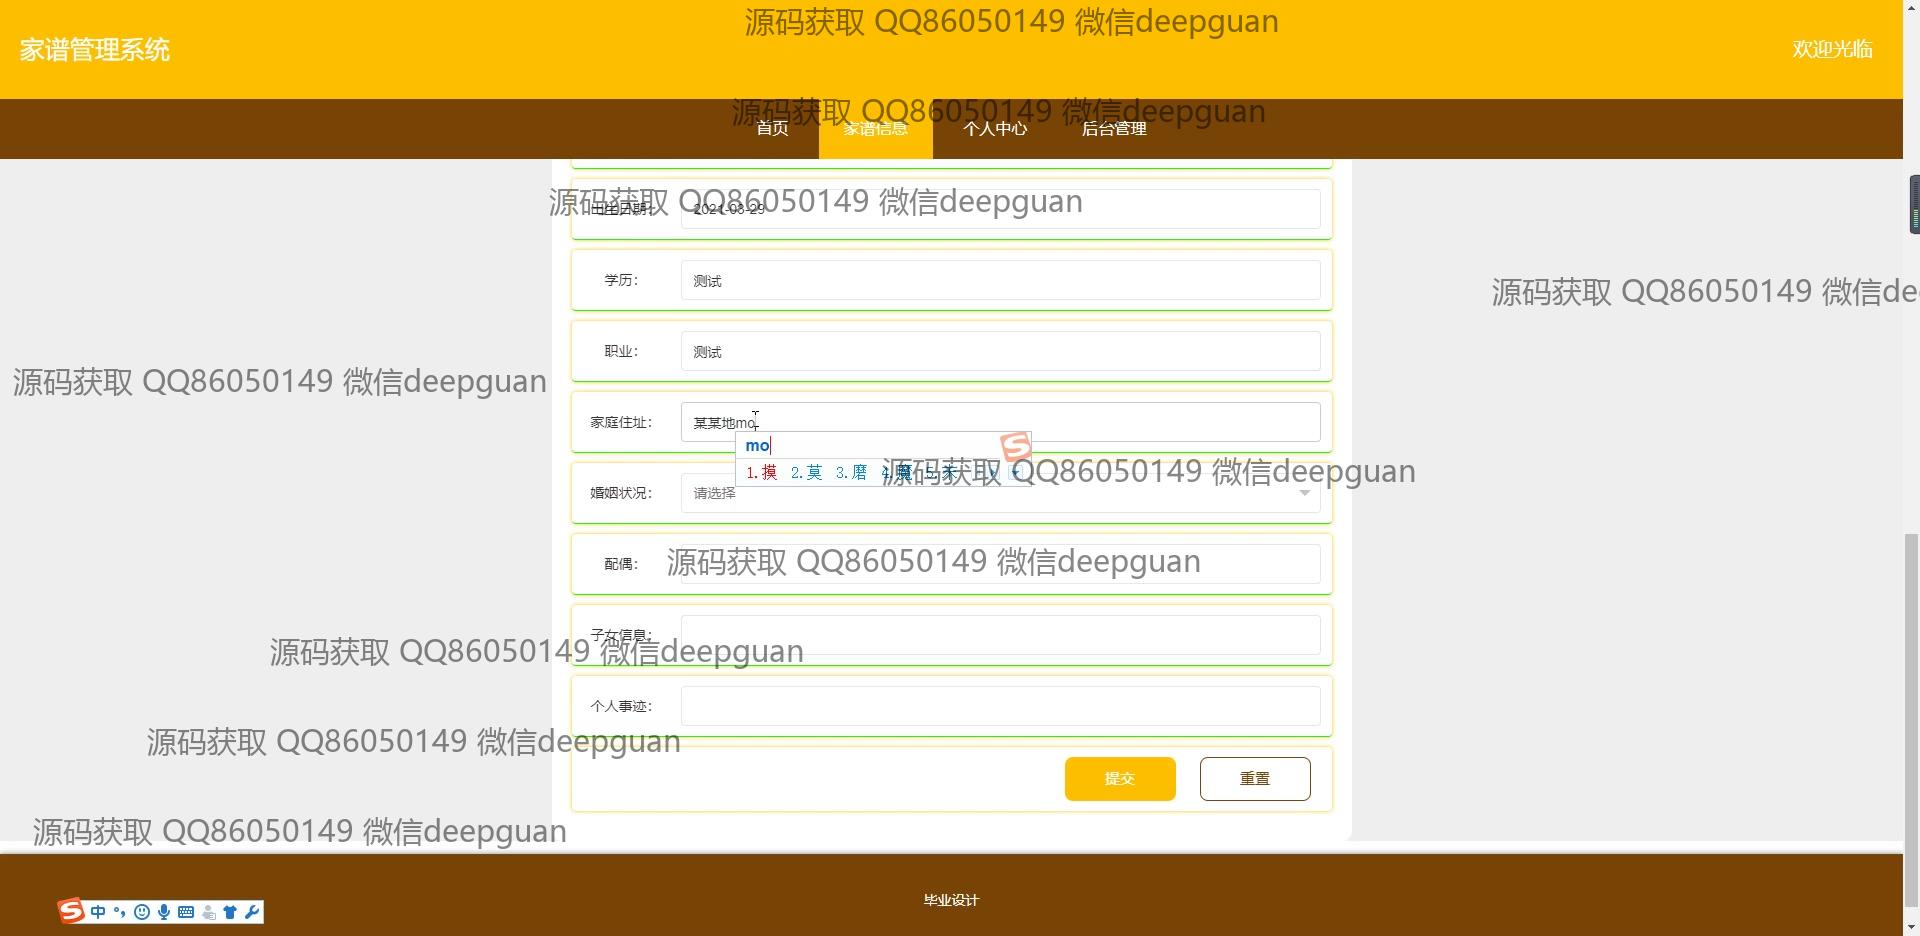 源码获取 QQ86050149 微信deepguan
家谱管理系统
欢迎光临
源码获取 QQ86050149 微信deepguan
首页 家谱信息 个人中心 后台管理
源码获取 QQ86050149 微信deepguan
出生日期： 2021-03-29
学历： 测试
源码获取 QQ86050149 微信de
职业： 测试
源码获取 QQ86050149 微信deepguan
家庭住址： 某某地mo
mo
1.摸 2.莫 3.磨 4.魔 5.末
源码获取 QQ86050149 微信deepguan
婚姻状况： 请选择
配偶：
源码获取 QQ86050149 微信deepguan
子女信息：
源码获取 QQ86050149 微信deepguan
个人事迹：
源码获取 QQ86050149 微信deepguan
提交 重置
源码获取 QQ86050149 微信deepguan
毕业设计
中